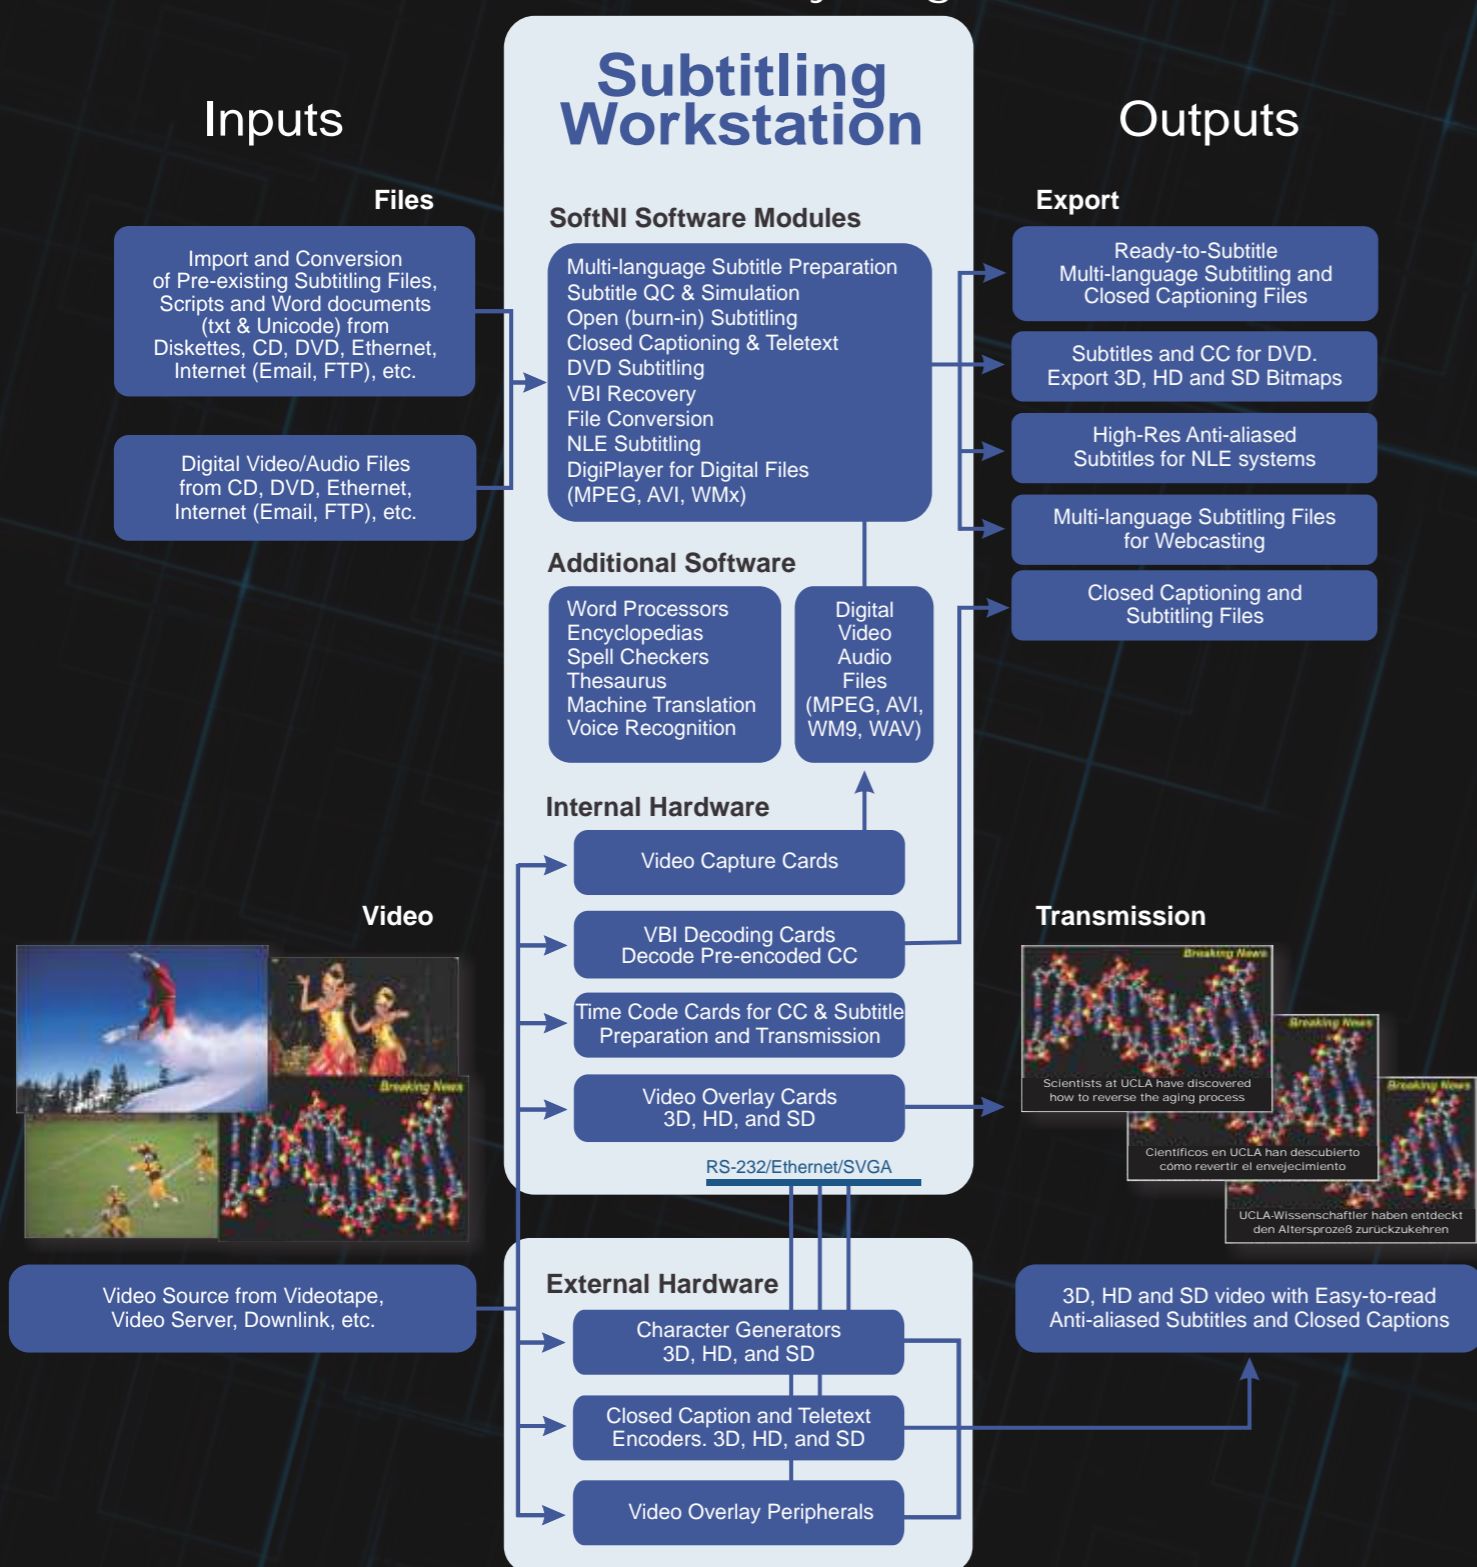 Subtitling
Workstation
Inputs
Outputs
Files
Import and Conversion
of Pre-existing Subtitling Files,
Scripts and Word documents
(txt & Unicode) from
Diskettes, CD, DVD, Ethernet,
Internet (Email, FTP), etc.
Digital Video/Audio Files
from CD, DVD, Ethernet,
Internet (Email, FTP), etc.
SoftNI Software Modules
Multi-language Subtitle Preparation
Subtitle QC & Simulation
Open (burn-in) Subtitling
Closed Captioning & Teletext
DVD Subtitling
VBI Recovery
File Conversion
NLE Subtitling
DigiPlayer for Digital Files
(MPEG, AVI, WMx)
Export
Ready-to-Subtitle
Multi-language Subtitling and
Closed Captioning Files
Subtitles and CC for DVD.
Export 3D, HD and SD Bitmaps
High-Res Anti-aliased
Subtitles for NLE systems
Multi-language Subtitling Files
for Webcasting
Closed Captioning and
Subtitling Files
Additional Software
Word Processors
Encyclopedias
Spell Checkers
Thesaurus
Machine Translation
Voice Recognition
Digital
Video
Audio
Files
(MPEG, AVI,
WM9, WAV)
Internal Hardware
Video Capture Cards
VBI Decoding Cards
Decode Pre-encoded CC
Time Code Cards for CC & Subtitle
Preparation and Transmission
Video Overlay Cards
3D, HD, and SD
RS-232/Ethernet/SVGA
Video
Breaking News
Video Source from Videotape,
Video Server, Downlink, etc.
Transmission
Breaking News
Scientists at UCLA have discovered
how to reverse the aging process
Breaking News
Científicos en UCLA han descubierto
cómo revertir el envejecimiento
Breaking News
UCLA-Wissenschaftler haben entdeckt
den Altersprozeß zurückzukehren
3D, HD and SD video with Easy-to-read
Anti-aliased Subtitles and Closed Captions
External Hardware
Character Generators
3D, HD, and SD
Closed Caption and Teletext
Encoders. 3D, HD, and SD
Video Overlay Peripherals